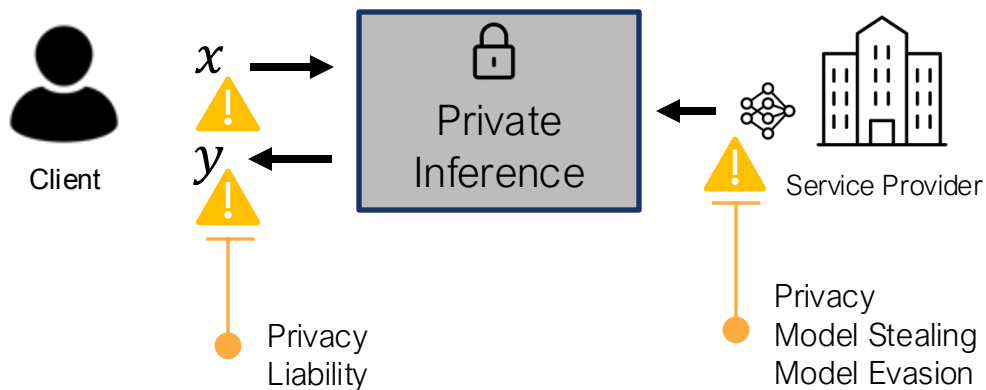 x
y
Client
Private
Inference
Service Provider
Privacy
Liability
Privacy
Model Stealing
Model Evasion